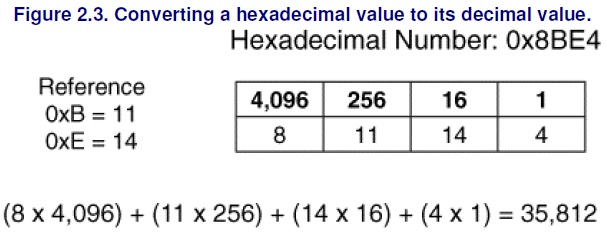 Figure 2.3. Converting a hexadecimal value to its decimal value.
Hexadecimal Number: 0x8BE4
Reference
0xB = 11
0xE = 14
4,096 256 16 1
8 11 14 4
(8 x 4,096) + (11 x 256) + (14 x 16) + (4 x 1) = 35,812